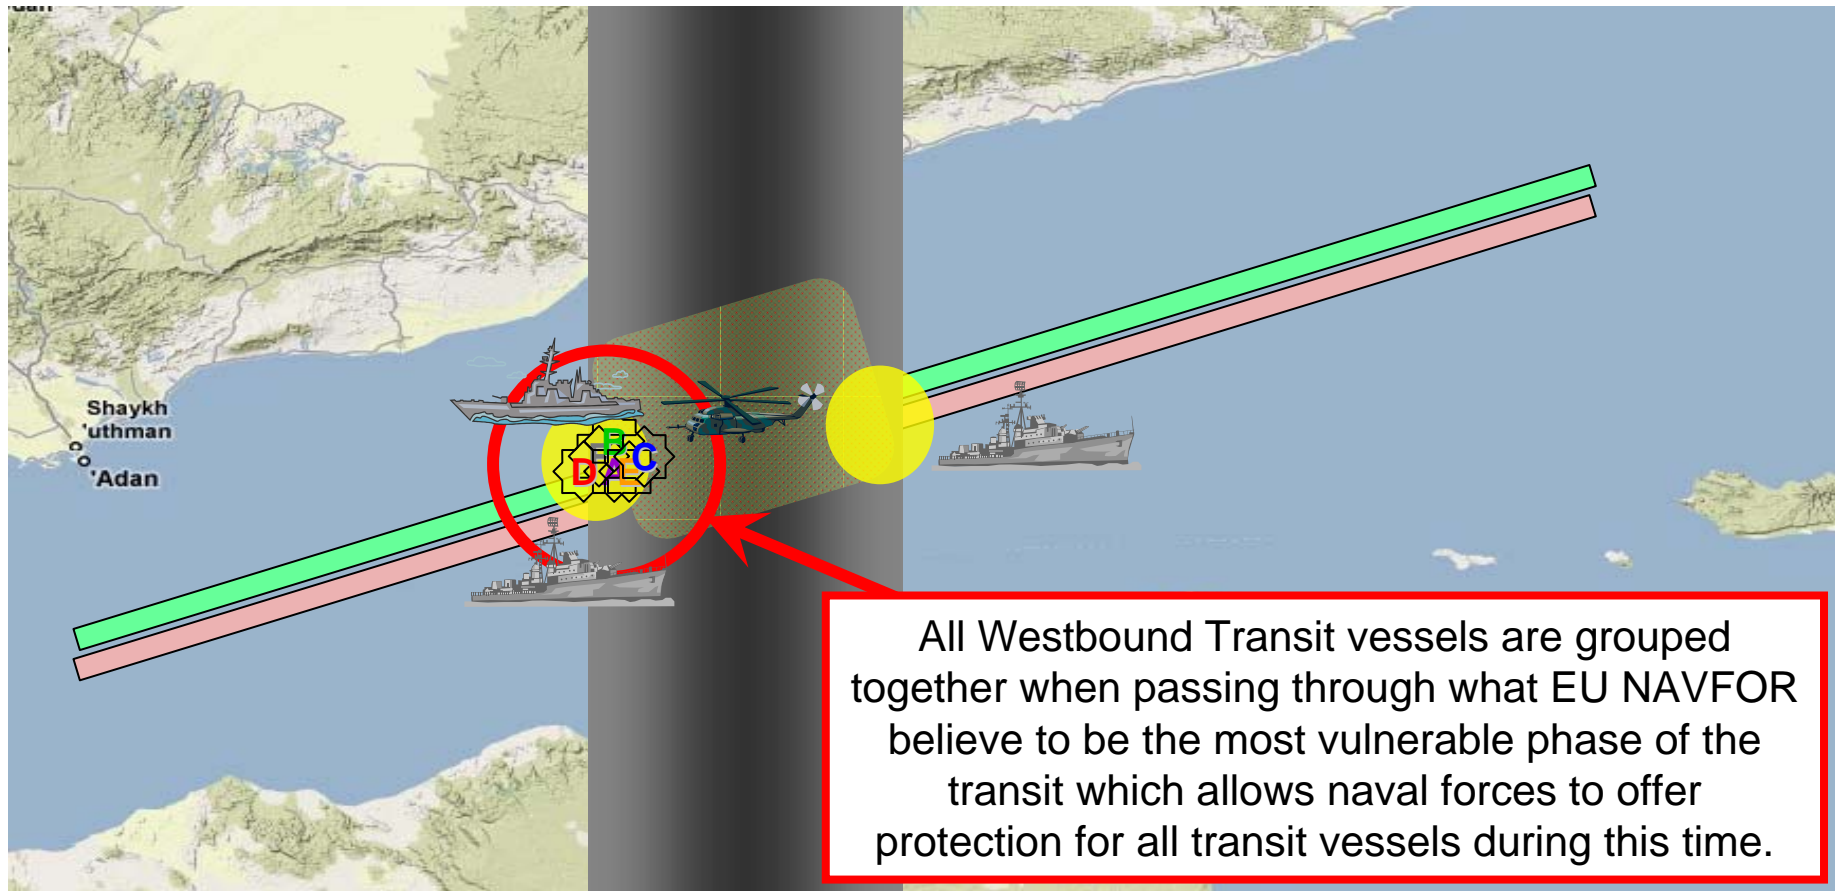 Shaykh
'uthman
'Adan
B
C
D
A
E
All Westbound Transit vessels are grouped
together when passing through what EU NAVFOR
believe to be the most vulnerable phase of the
transit which allows naval forces to offer
protection for all transit vessels during this time.